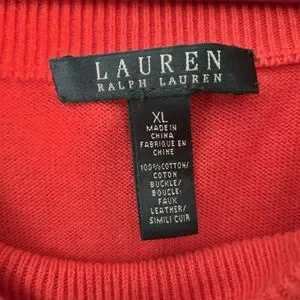 LAUREN
RALPH LAUREN
XL
MADE IN
CHINA
FABRIQUE EN
CHINE
100% COTTON/
COTON
BUCKLE/
BOUCLE:
FAUX
LEATHER/
SIMILI CUIR